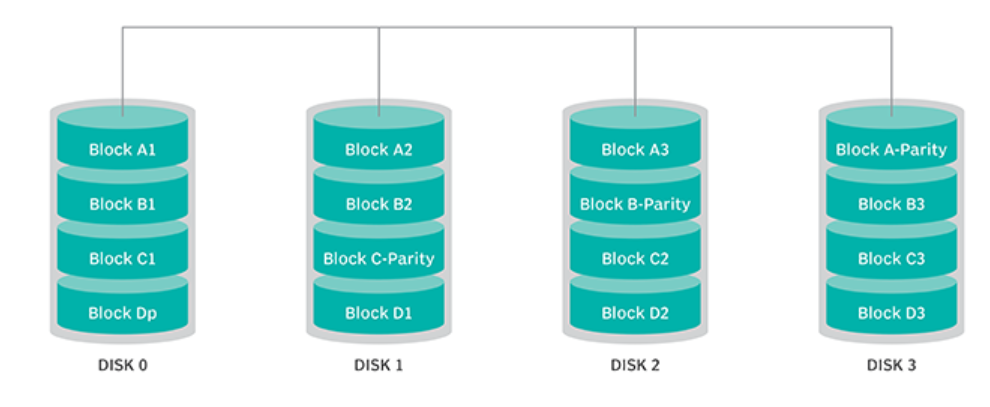 Block A1
Block A2
Block A3
Block A-Parity
Block B1
Block B2
Block B-Parity
Block B3
Block C1
Block C-Parity
Block C2
Block C3
Block Dp
Block D1
Block D2
Block D3
DISK 0
DISK 1
DISK 2
DISK 3